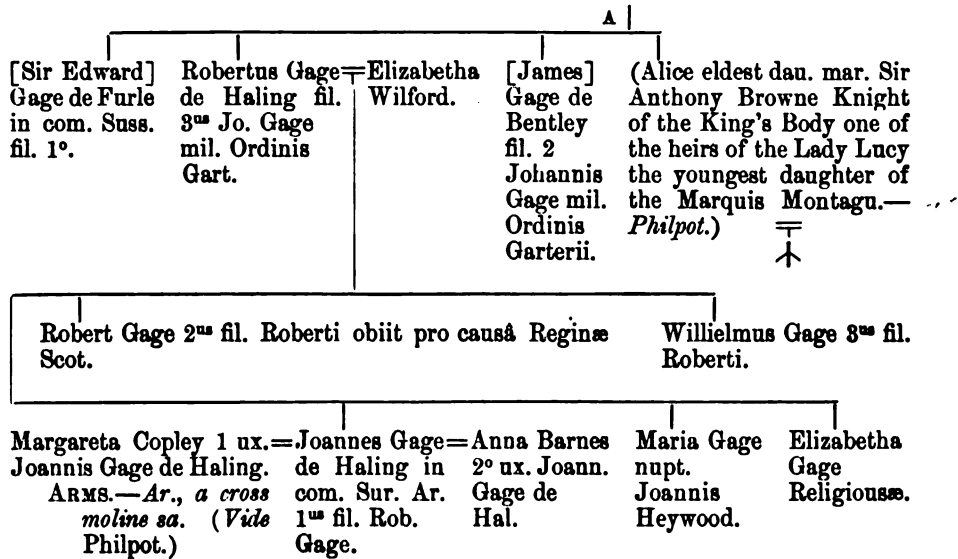 A
[Sir Edward]
Gage de Furle
in com. Suss.
fil. 1º.
Robertus Gage
de Haling fil.
3ᵘˢ Jo. Gage
mil. Ordinis
Gart.
Elizabetha
Wilford.
[James]
Gage de
Bentley
fil. 2
Johannis
Gage mil.
Ordinis
Garterii.
(Alice eldest dau. mar. Sir
Anthony Browne Knight
of the King's Body one of
the heirs of the Lady Lucy
the youngest daughter of
the Marquis Montagu.—
Philpot.)
Robert Gage 2ᵘˢ fil. Roberti obiit pro causâ Reginæ
Scot.
Willielmus Gage 3ᵘˢ fil.
Roberti.
Margareta Copley 1 ux.=
Joannis Gage de Haling.
ARMS.—Ar., a cross
moline sa. (Vide
Philpot.)
Joannes Gage=
de Haling in
com. Sur. Ar.
1ᵘˢ fil. Rob.
Gage.
Anna Barnes
2º ux. Joann.
Gage de
Hal.
Maria Gage
nupt.
Joannis
Heywood.
Elizabetha
Gage
Religiousæ.